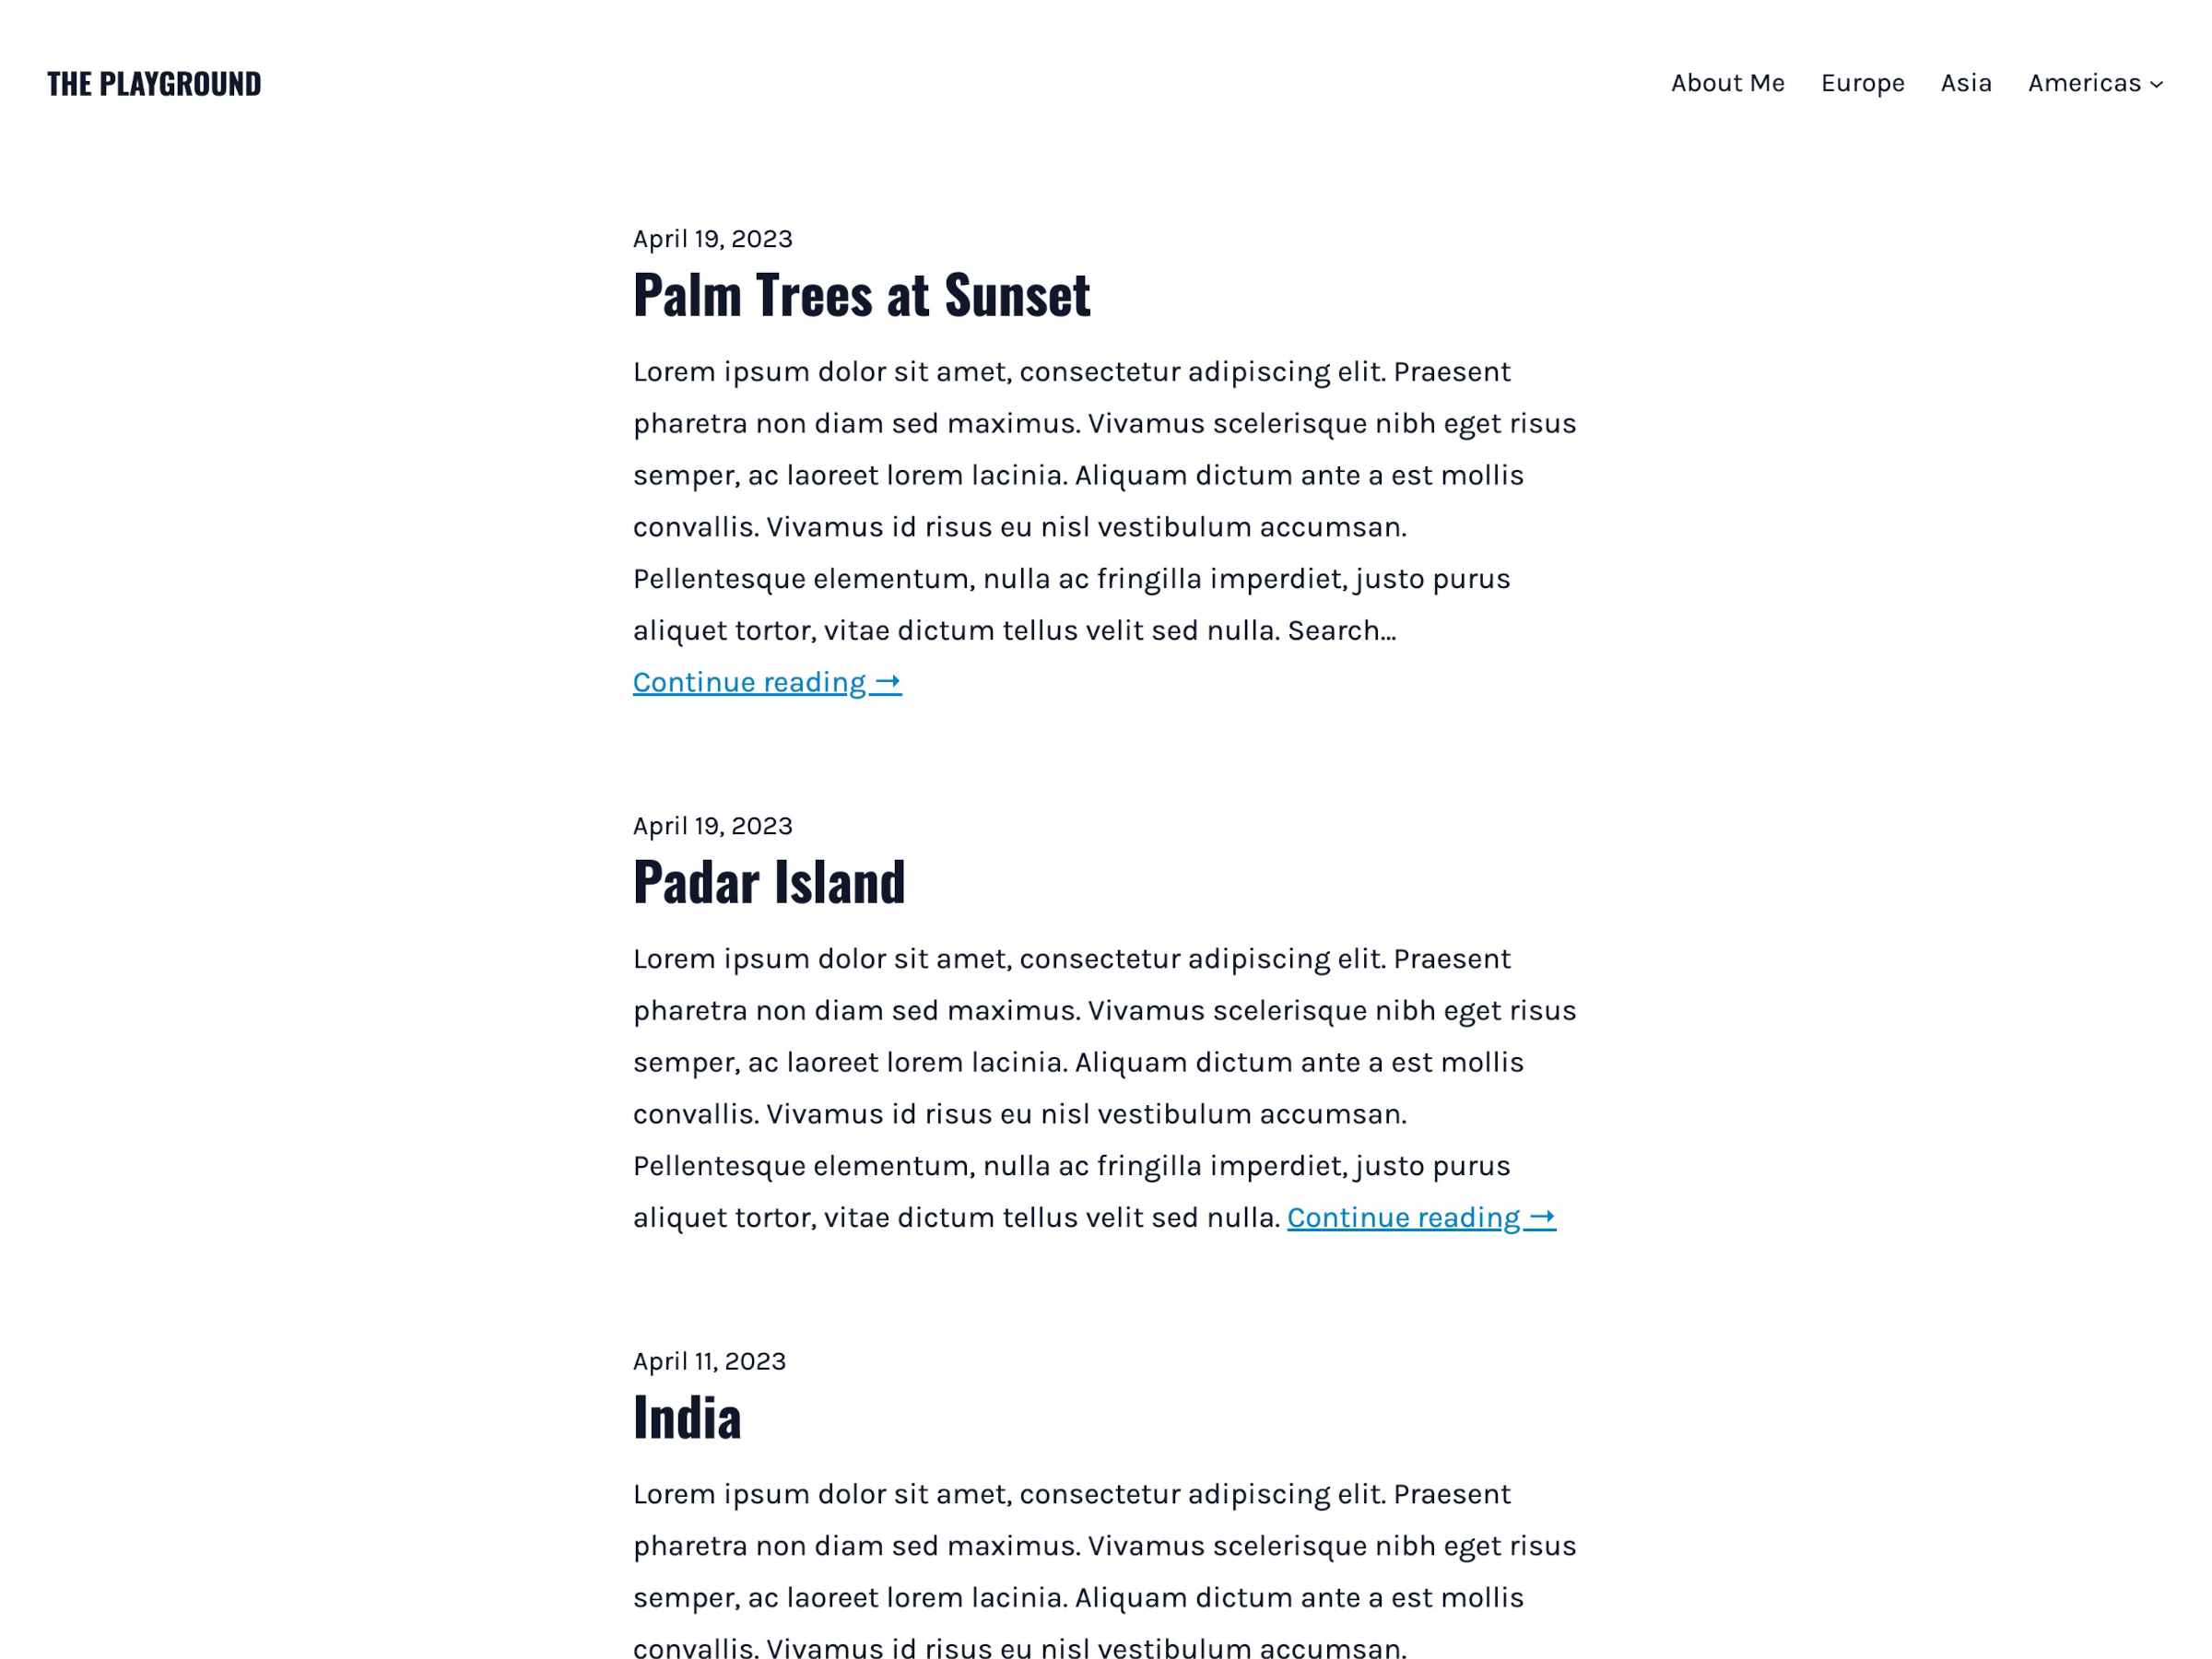 THE PLAYGROUND
About Me Europe Asia Americas
April 19, 2023
Palm Trees at Sunset
Lorem ipsum dolor sit amet, consectetur adipiscing elit. Praesent
pharetra non diam sed maximus. Vivamus scelerisque nibh eget risus
semper, ac laoreet lorem lacinia. Aliquam dictum ante a est mollis
convallis. Vivamus id risus eu nisl vestibulum accumsan.
Pellentesque elementum, nulla ac fringilla imperdiet, justo purus
aliquet tortor, vitae dictum tellus velit sed nulla. Search…
Continue reading →
April 19, 2023
Padar Island
Lorem ipsum dolor sit amet, consectetur adipiscing elit. Praesent
pharetra non diam sed maximus. Vivamus scelerisque nibh eget risus
semper, ac laoreet lorem lacinia. Aliquam dictum ante a est mollis
convallis. Vivamus id risus eu nisl vestibulum accumsan.
Pellentesque elementum, nulla ac fringilla imperdiet, justo purus
aliquet tortor, vitae dictum tellus velit sed nulla. Continue reading →
April 11, 2023
India
Lorem ipsum dolor sit amet, consectetur adipiscing elit. Praesent
pharetra non diam sed maximus. Vivamus scelerisque nibh eget risus
semper, ac laoreet lorem lacinia. Aliquam dictum ante a est mollis
convallis. Vivamus id risus eu nisl vestibulum accumsan.